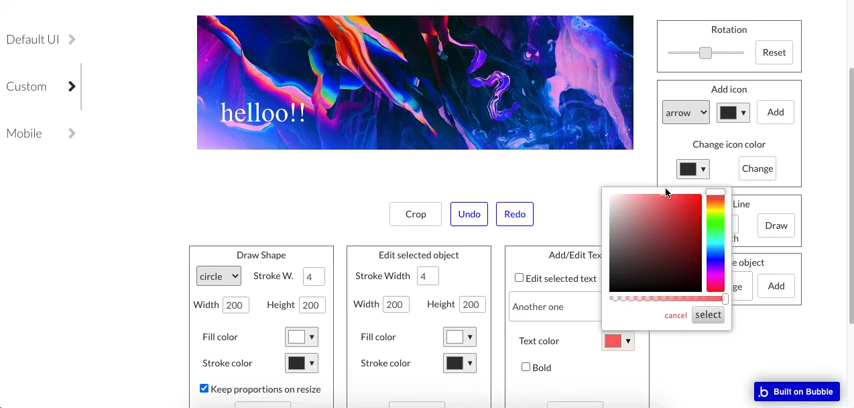 Default UI
Custom
Mobile
helloo!!
Rotation
Reset
Add icon
arrow
Add
Change icon color
Change
Line
Draw
object
Add
cancel select
Crop Undo Redo
Draw Shape
circle Stroke W. 4
Width 200 Height 200
Fill color
Stroke color
Keep proportions on resize
Edit selected object
Stroke Width 4
Width 200 Height 200
Fill color
Stroke color
Add/Edit Tex
Edit selected text
Another one
Text color
Bold
Built on Bubble